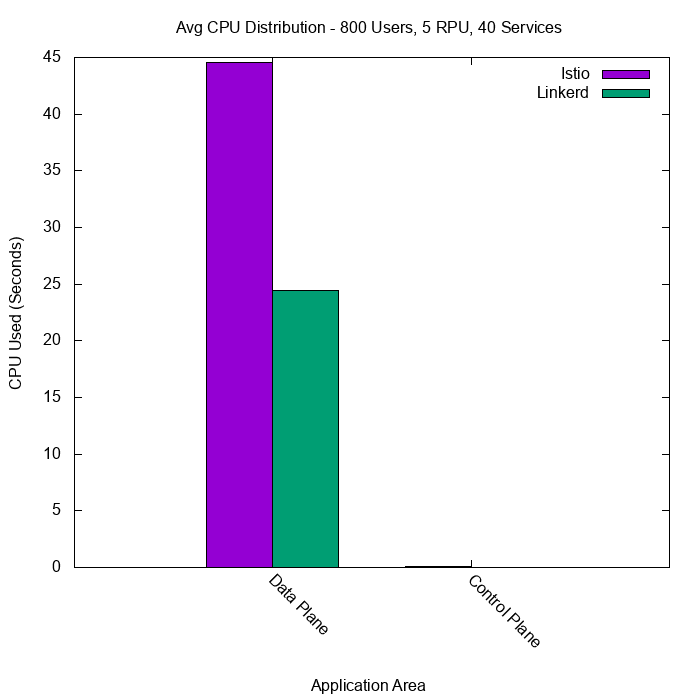 Avg CPU Distribution - 800 Users, 5 RPU, 40 Services
Istio
Linkerd
45
40
35
30
25
20
15
10
5
0
CPU Used (Seconds)
Data Plane
Control Plane
Application Area